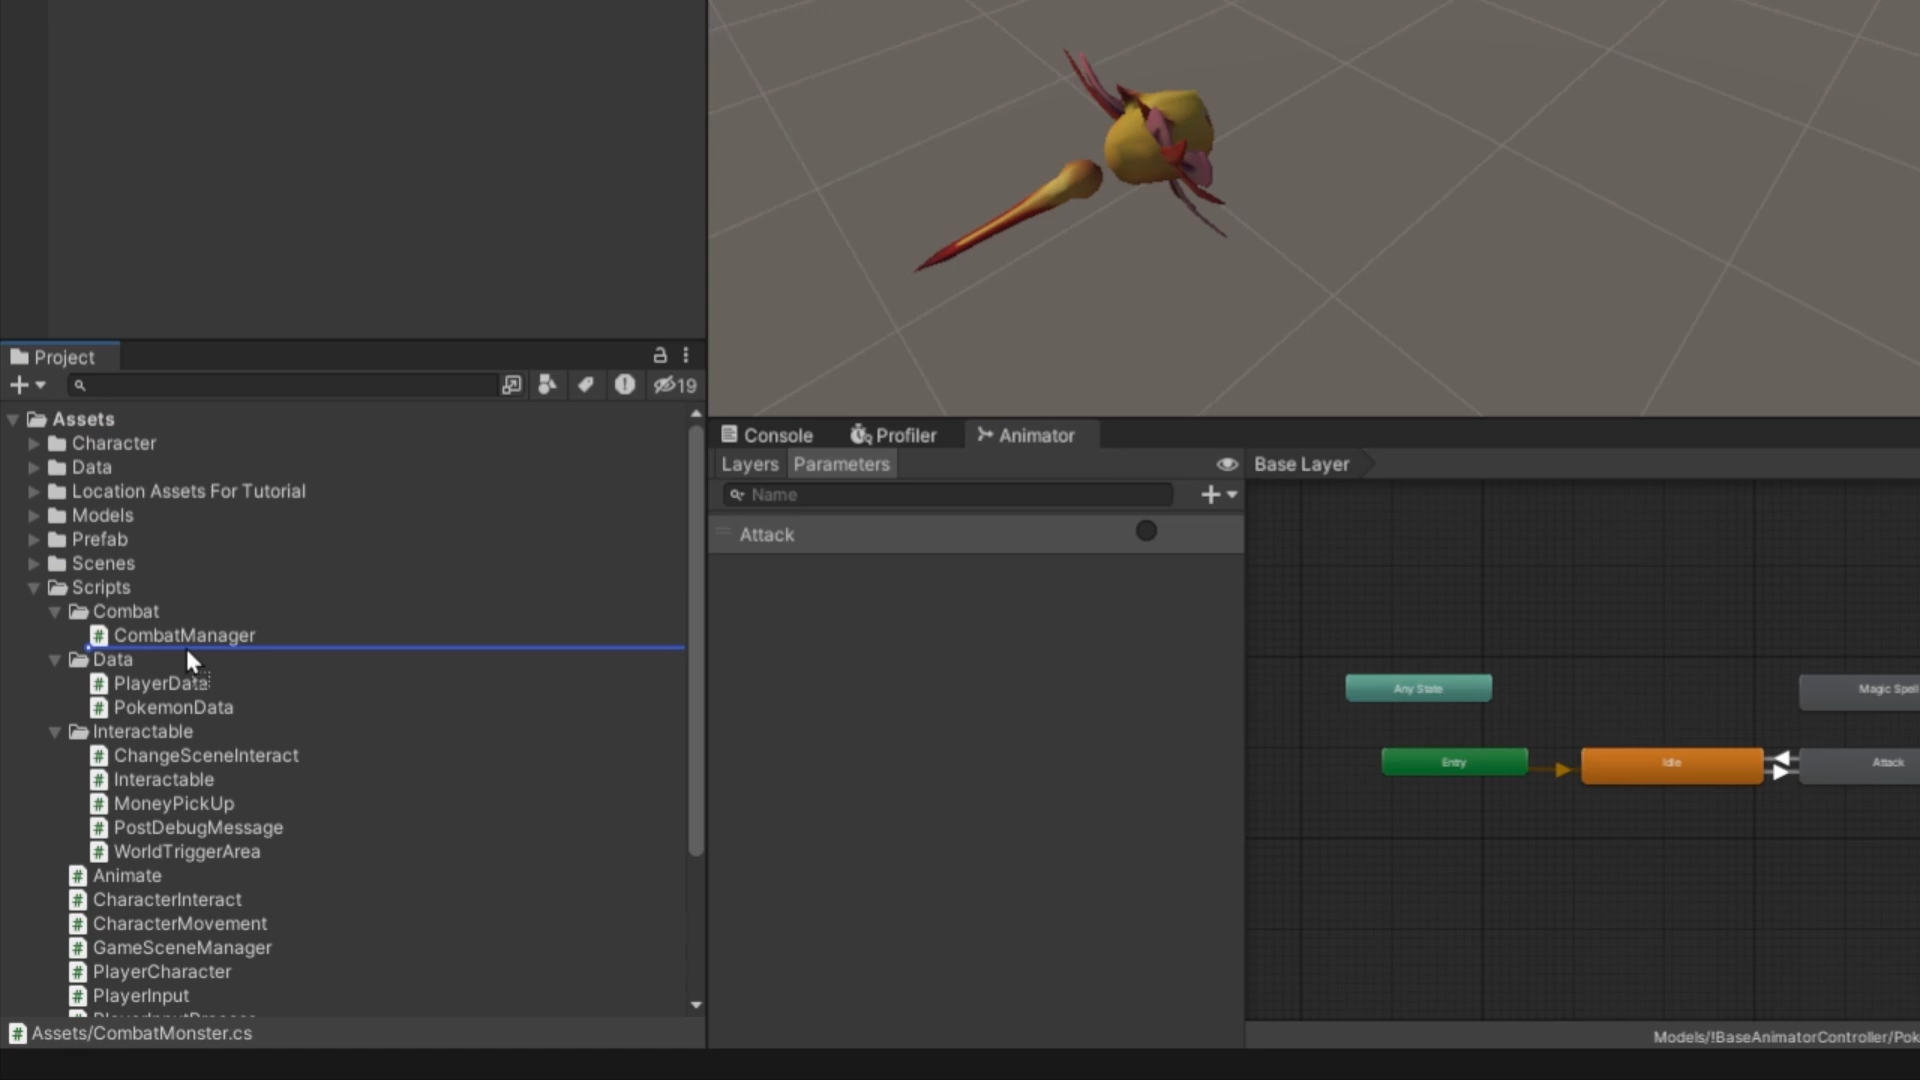 Project
19
Assets
Character
Data
Location Assets For Tutorial
Models
Prefab
Scenes
Scripts
Combat
CombatManager
Data
PlayerData
PokemonData
Interactable
ChangeSceneInteract
Interactable
MoneyPickUp
PostDebugMessage
WorldTriggerArea
Animate
CharacterInteract
CharacterMovement
GameSceneManager
PlayerCharacter
PlayerInput
Assets/CombatMonster.cs
Console
Profiler
Animator
Layers
Parameters
Base Layer
Name
Attack
Any State
Magic Spell
Entry
Idle
Attack
Models/!BaseAnimatorController/Pok